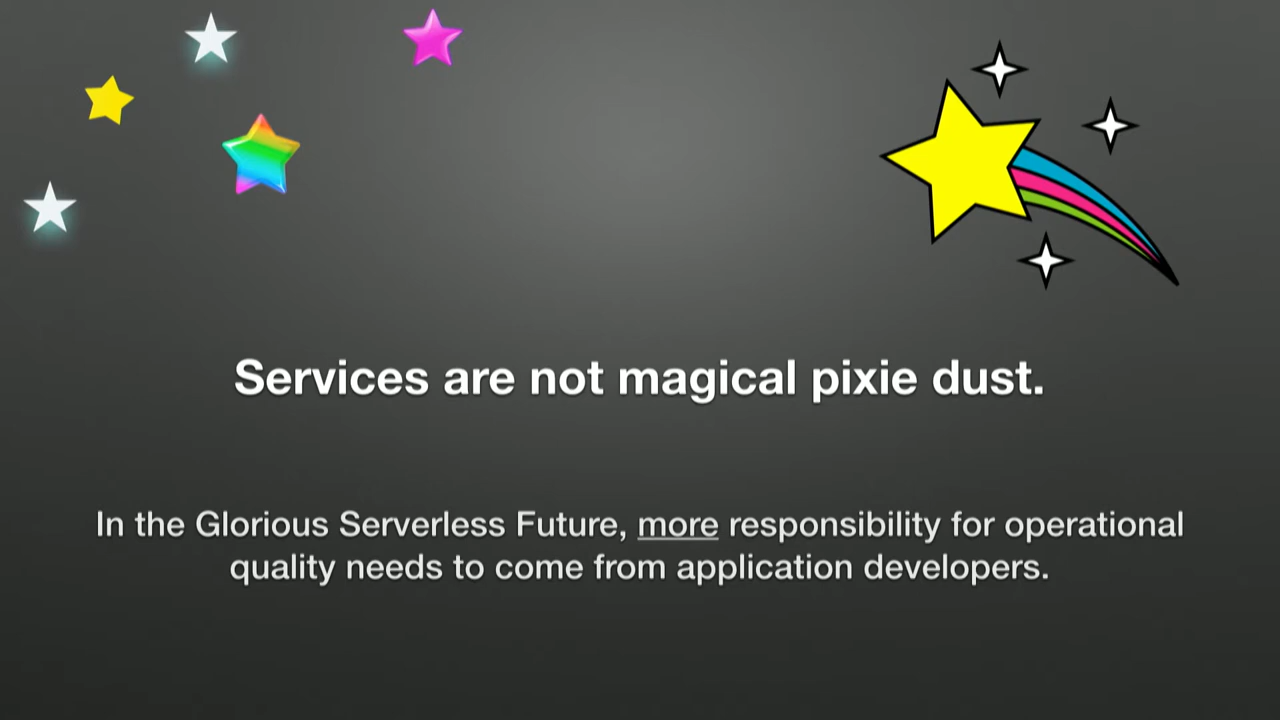 Services are not magical pixie dust.
In the Glorious Serverless Future, more responsibility for operational
quality needs to come from application developers.